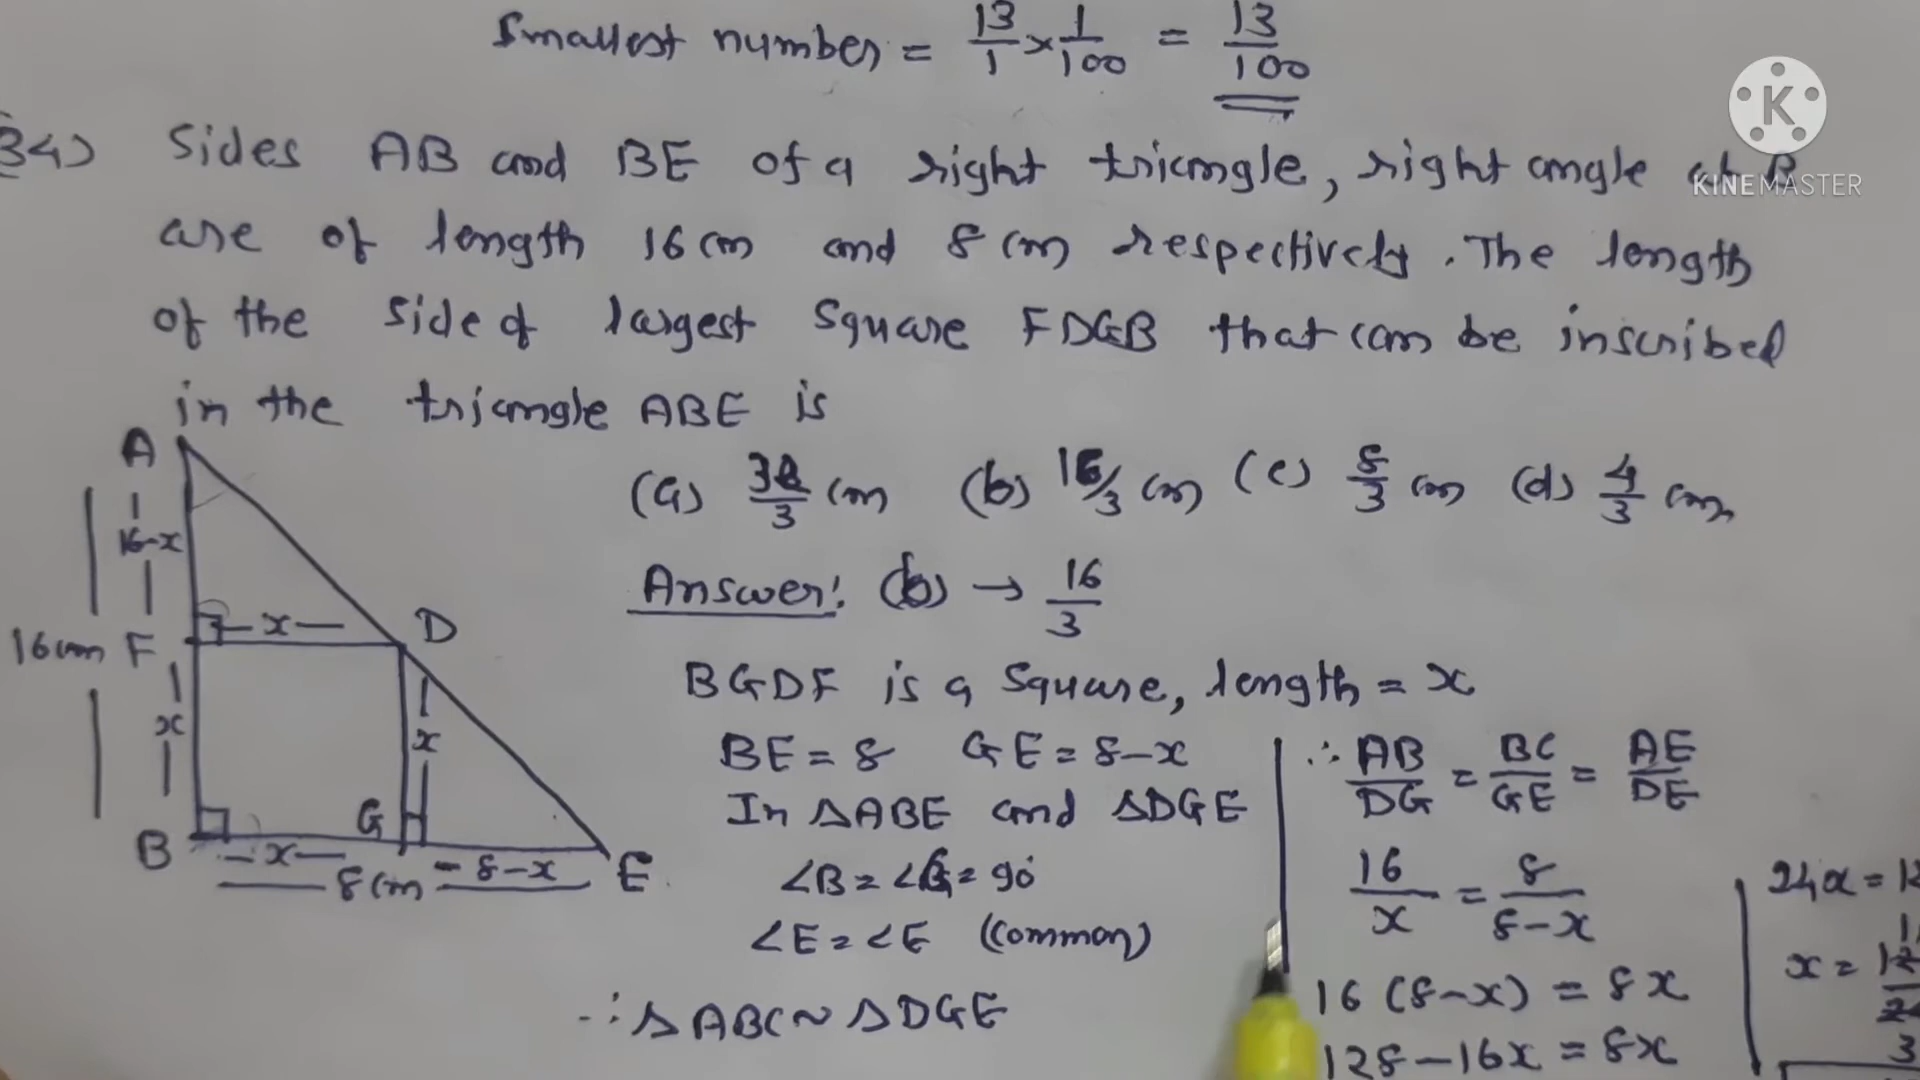 Smallest number = 13/1 × 1/100 = 13/100
34) Sides AB and BE of a right triangle, right angle at B
are of length 16 cm and 8 cm respectively. The length
of the side of largest square FDGB that can be inscribed
in the triangle ABE is
(a) 32/3 cm (b) 16/3 cm (c) 8/3 cm (d) 4/3 cm
Answer: (b) → 16/3
BGDF is a square, length = x
BE = 8 GE = 8-x
In △ABE and △DGE
∠B = ∠G = 90°
∠E = ∠E (common)
∴ △ABC ~ △DGE
∴ AB/DG = BC/GE = AE/DE
16/x = 8/8-x
16 (8-x) = 8x
128-16x = 8x
24x =
x =
A
16-x
16cm F
x
D
x
x
B
G
x
8-x
8cm
E
K
KINEMASTER